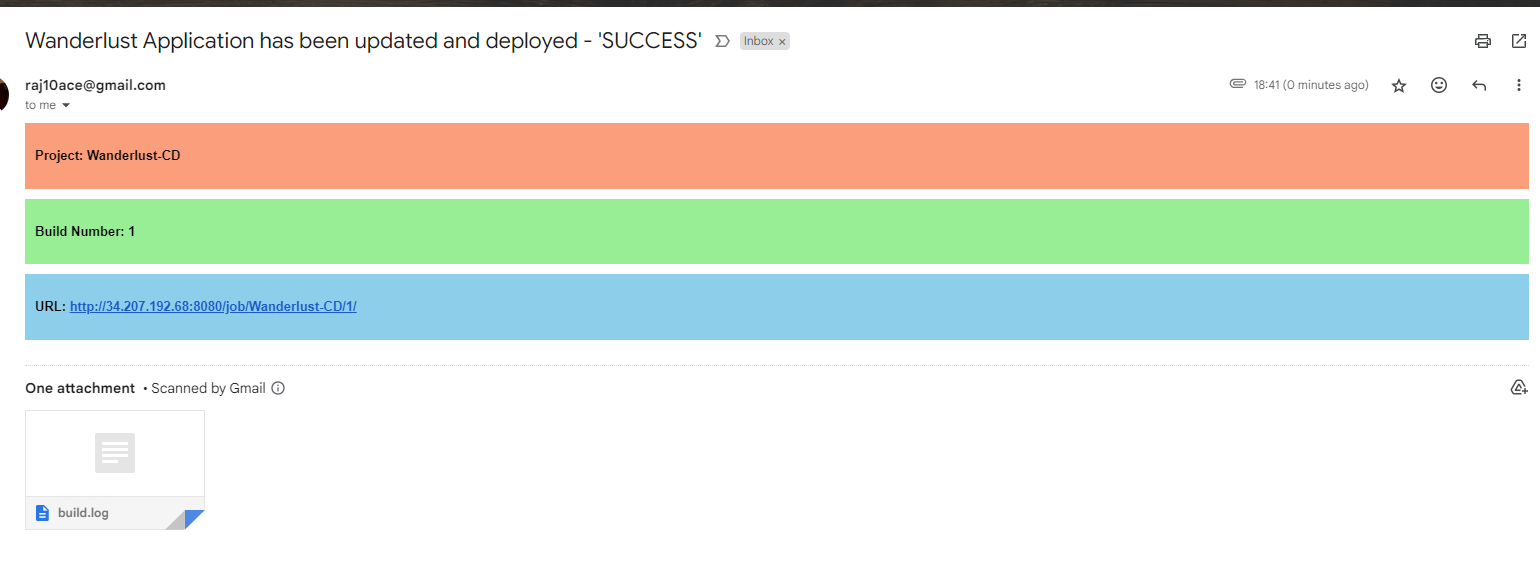 Wanderlust Application has been updated and deployed - 'SUCCESS' Inbox ×
raj10ace@gmail.com 18:41 (0 minutes ago)
to me
Project: Wanderlust-CD
Build Number: 1
URL: http://34.207.192.68:8080/job/Wanderlust-CD/1/
One attachment • Scanned by Gmail
build.log